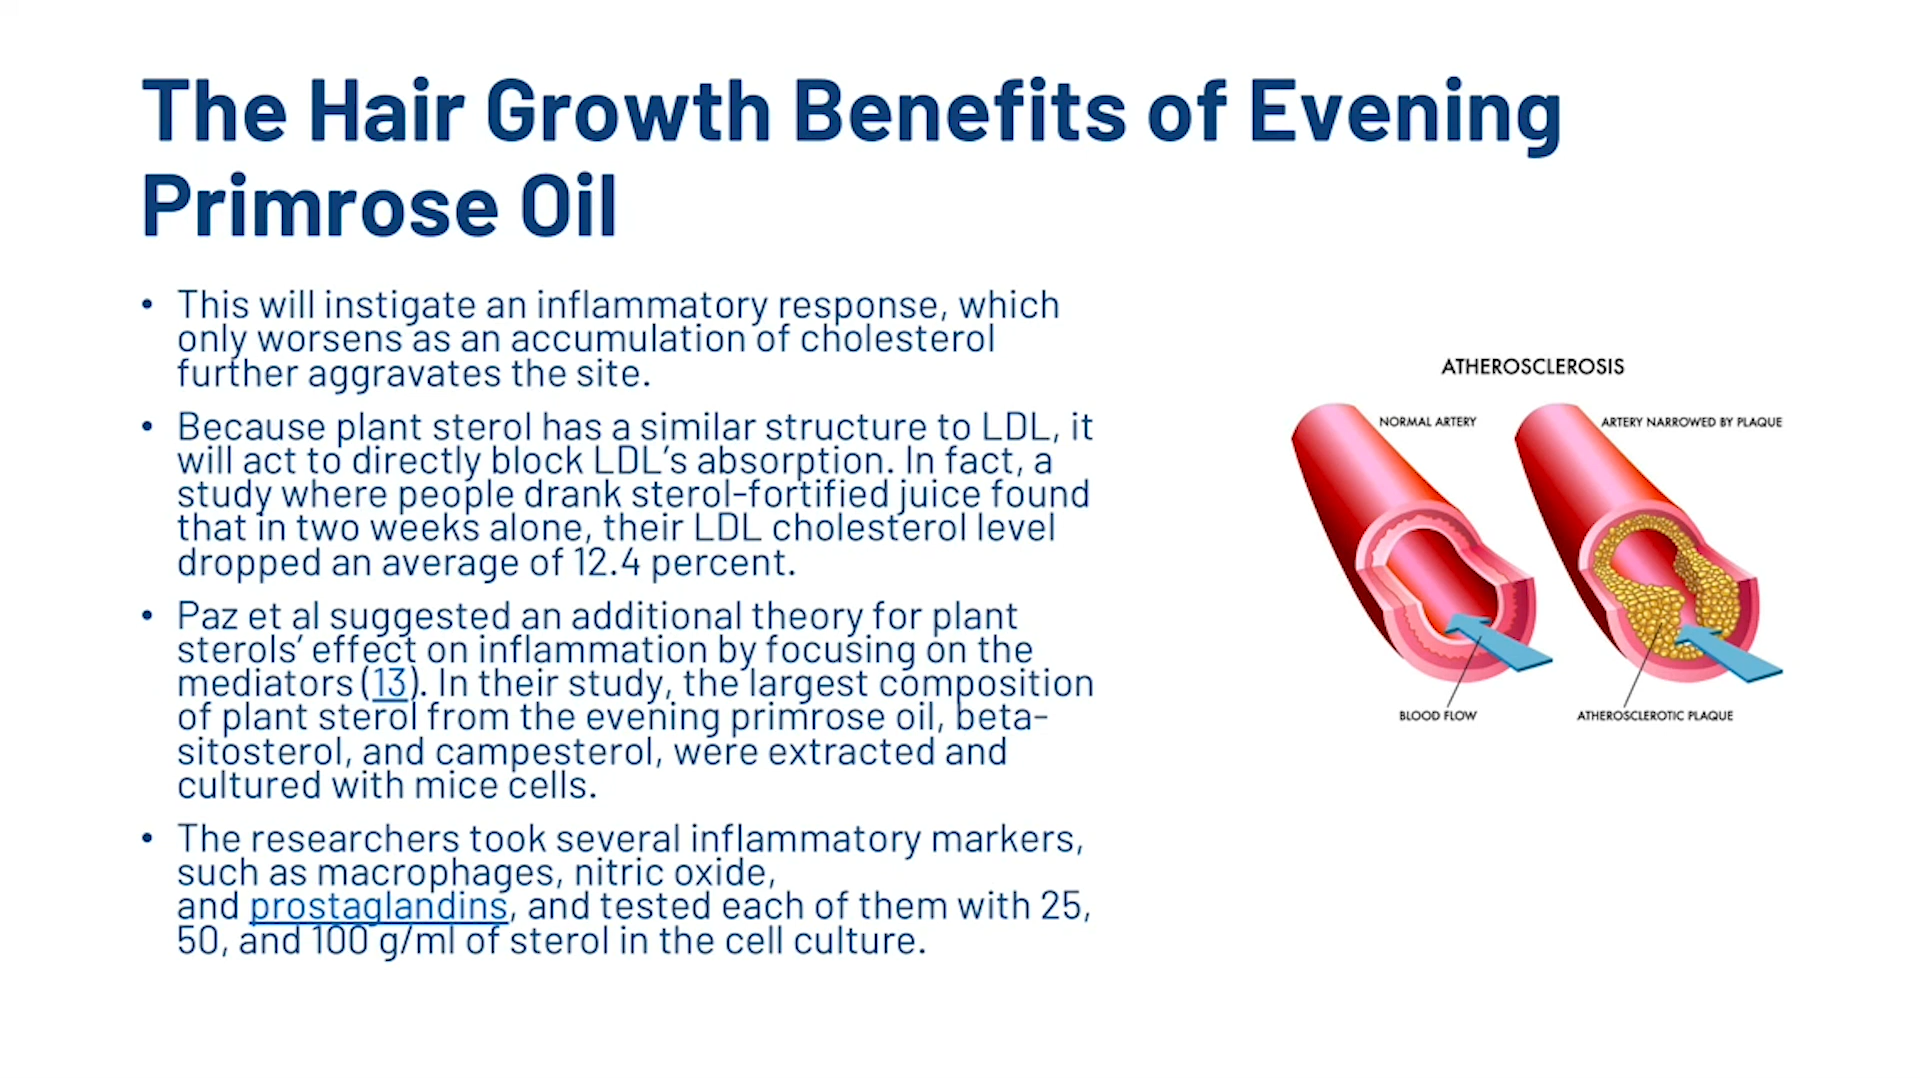 The Hair Growth Benefits of Evening
Primrose Oil
• This will instigate an inflammatory response, which
only worsens as an accumulation of cholesterol
further aggravates the site.
• Because plant sterol has a similar structure to LDL, it
will act to directly block LDL's absorption. In fact, a
study where people drank sterol-fortified juice found
that in two weeks alone, their LDL cholesterol level
dropped an average of 12.4 percent.
• Paz et al suggested an additional theory for plant
sterols' effect on inflammation by focusing on the
mediators (13). In their study, the largest composition
of plant sterol from the evening primrose oil, beta-
sitosterol, and campesterol, were extracted and
cultured with mice cells.
• The researchers took several inflammatory markers,
such as macrophages, nitric oxide,
and prostaglandins, and tested each of them with 25,
50, and 100 g/ml of sterol in the cell culture.
ATHEROSCLEROSIS
NORMAL ARTERY
ARTERY NARROWED BY PLAQUE
BLOOD FLOW
ATHEROSCLEROTIC PLAQUE